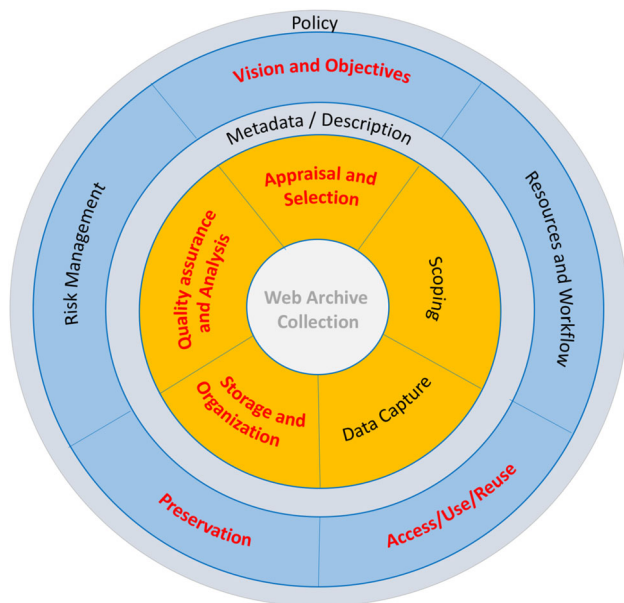 Policy
Vision and Objectives
Metadata / Description
Appraisal and
Selection
Risk Management
Quality assurance
and Analysis
Web Archive
Collection
Scoping
Resources and Workflow
Storage and
Organization
Data Capture
Preservation
Access/Use/Reuse